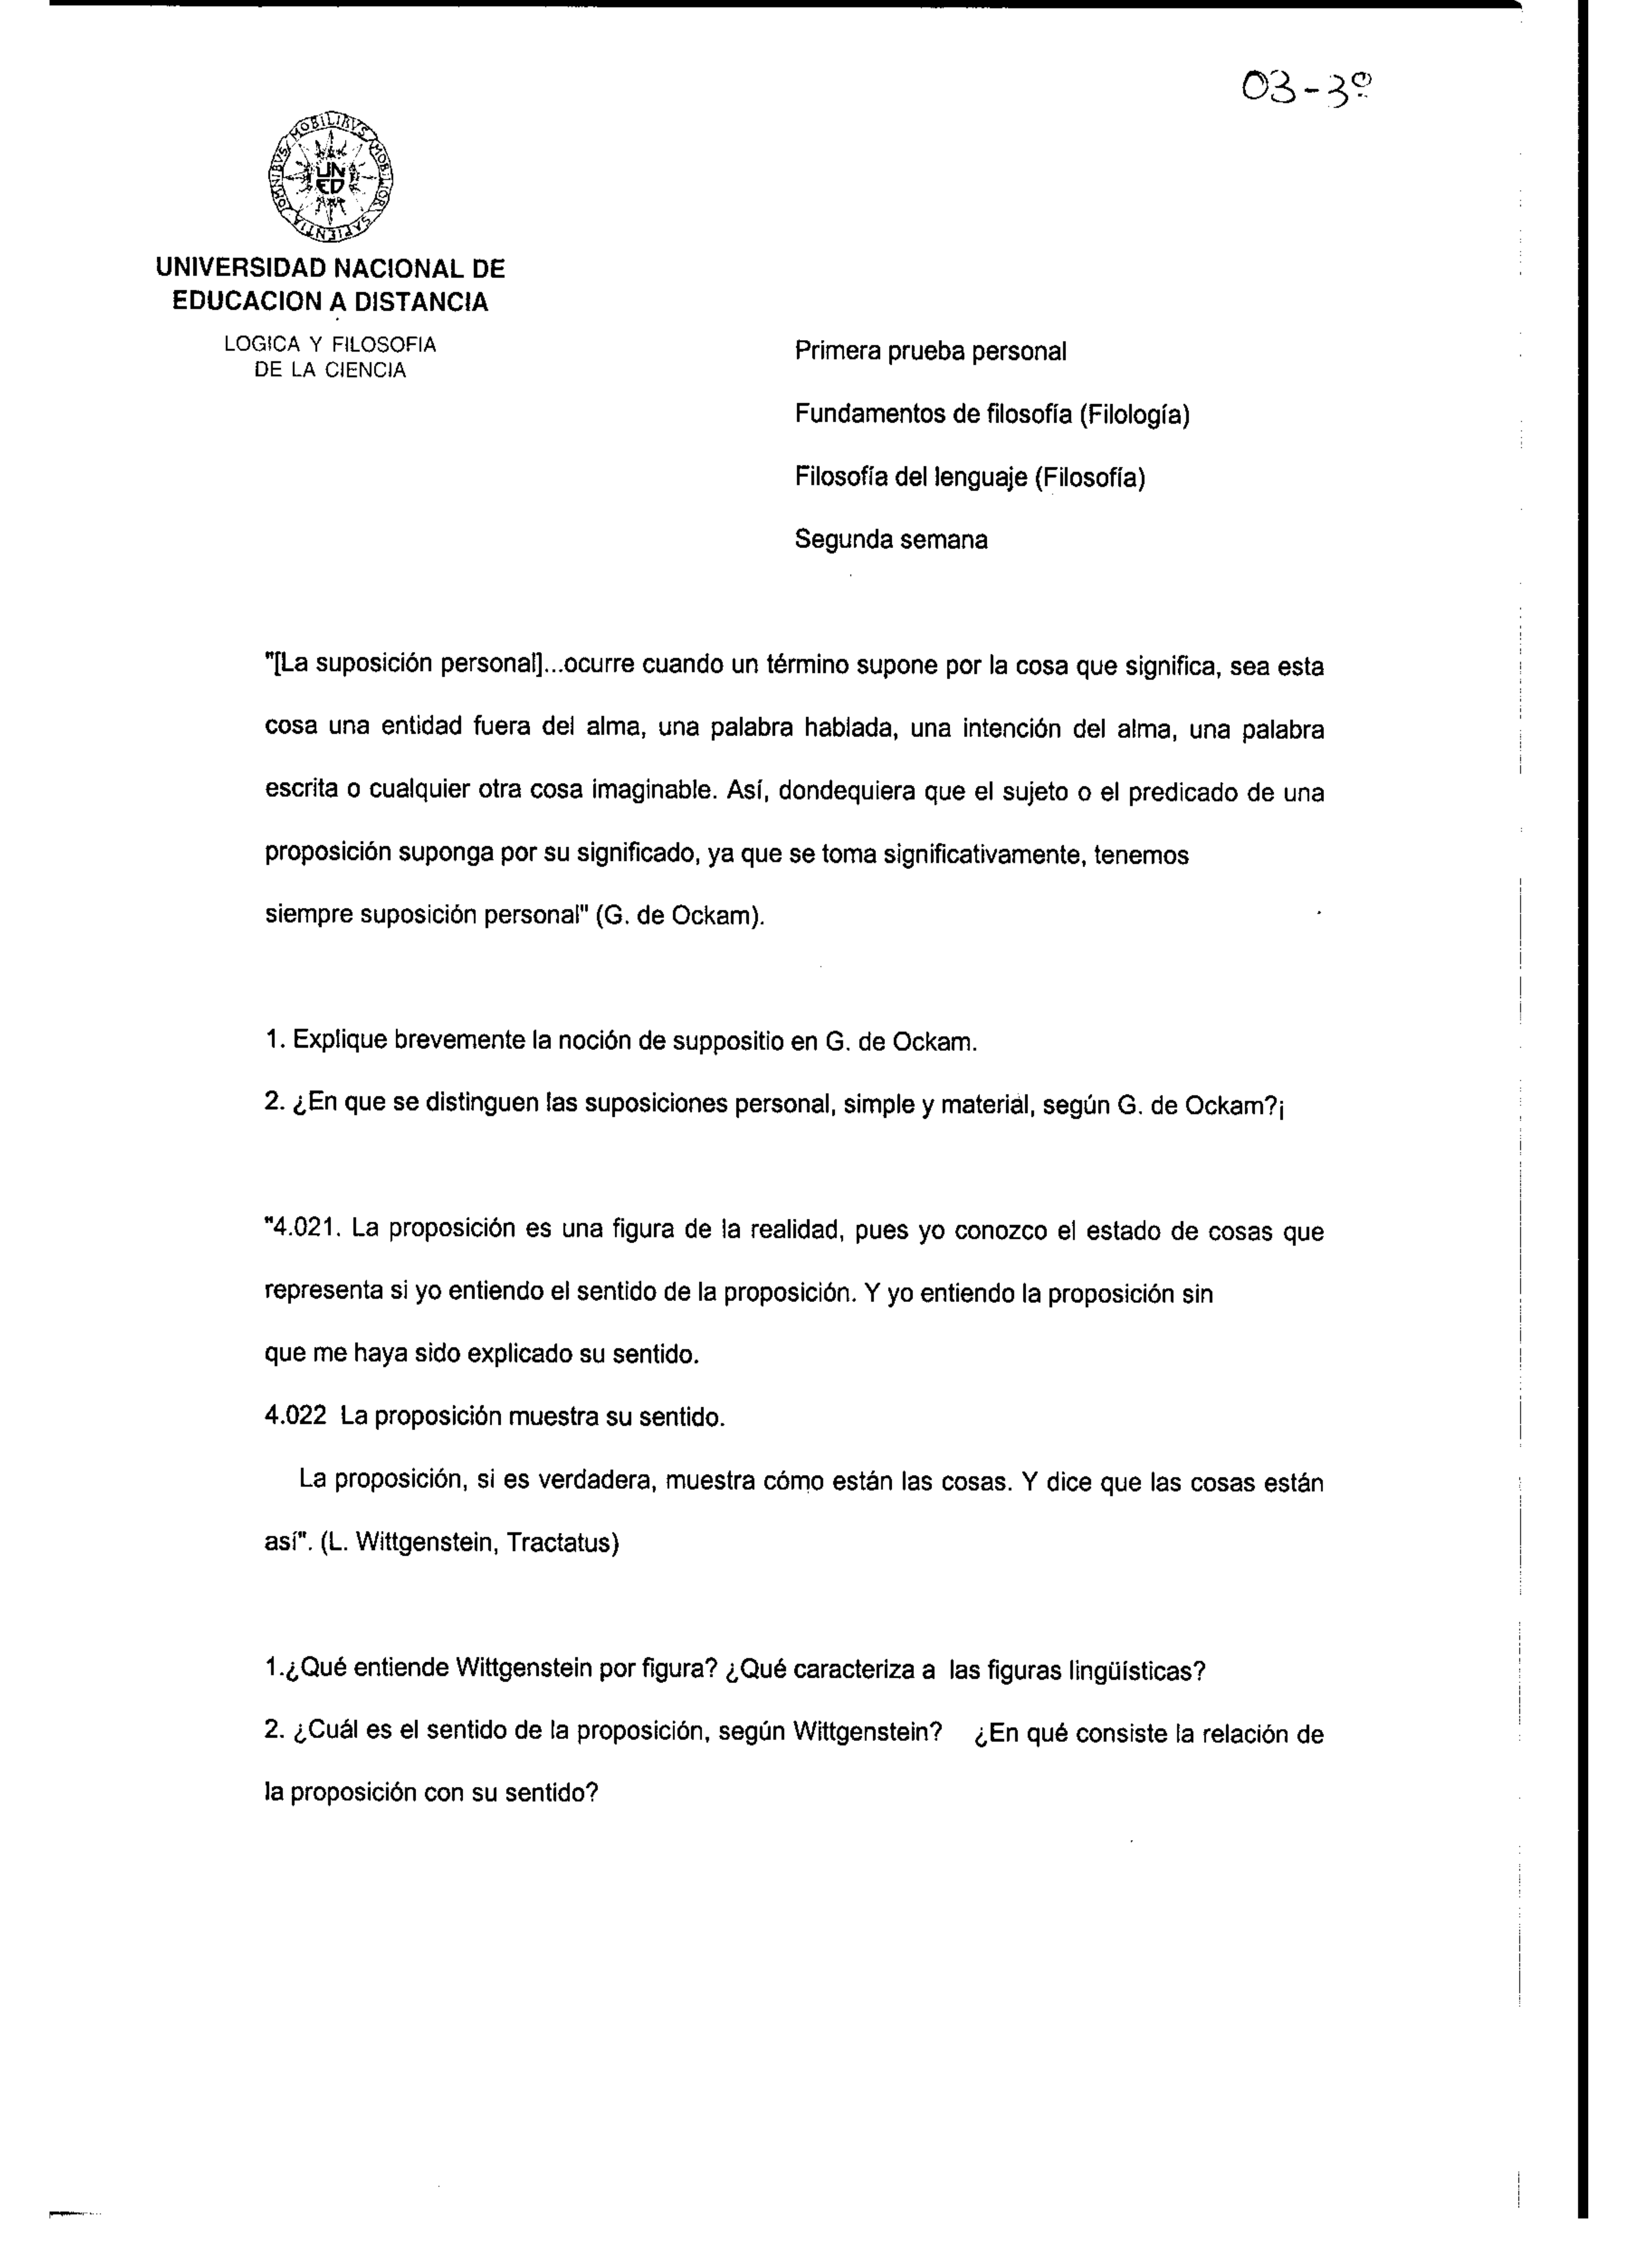 03-3º
OMNIBVS MOBILIBVS MOBILIOR SAPIENTIA
UN
ED
UNIVERSIDAD NACIONAL DE
EDUCACION A DISTANCIA
LOGICA Y FILOSOFIA
DE LA CIENCIA
Primera prueba personal
Fundamentos de filosofía (Filología)
Filosofía del lenguaje (Filosofía)
Segunda semana
"[La suposición personal]...ocurre cuando un término supone por la cosa que significa, sea esta
cosa una entidad fuera del alma, una palabra hablada, una intención del alma, una palabra
escrita o cualquier otra cosa imaginable. Así, dondequiera que el sujeto o el predicado de una
proposición suponga por su significado, ya que se toma significativamente, tenemos
siempre suposición personal" (G. de Ockam).
1. Explique brevemente la noción de suppositio en G. de Ockam.
2. ¿En que se distinguen las suposiciones personal, simple y material, según G. de Ockam?¡
"4.021. La proposición es una figura de la realidad, pues yo conozco el estado de cosas que
representa si yo entiendo el sentido de la proposición. Y yo entiendo la proposición sin
que me haya sido explicado su sentido.
4.022 La proposición muestra su sentido.
La proposición, si es verdadera, muestra cómo están las cosas. Y dice que las cosas están
así". (L. Wittgenstein, Tractatus)
1.¿Qué entiende Wittgenstein por figura? ¿Qué caracteriza a las figuras lingüísticas?
2. ¿Cuál es el sentido de la proposición, según Wittgenstein? ¿En qué consiste la relación de
la proposición con su sentido?